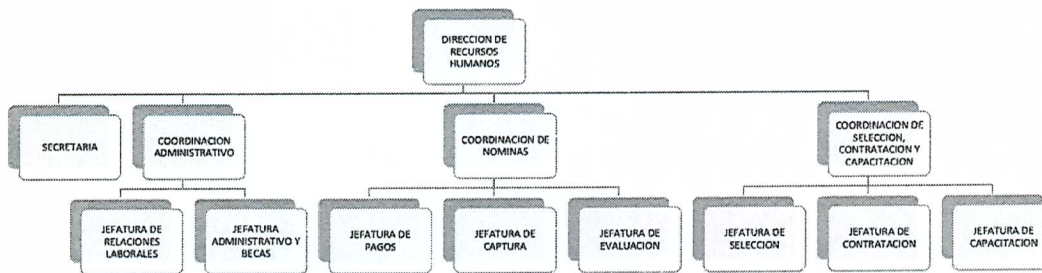 DIRECCION DE
RECURSOS
HUMANOS
SECRETARIA
COORDINACION
ADMINISTRATIVO
COORDINACION DE
NOMINAS
COORDINACION DE
SELECCION,
CONTRATACION Y
CAPACITACION
JEFATURA DE
RELACIONES
LABORALES
JEFATURA
ADMINISTRATIVO Y
BECAS
JEFATURA DE
PAGOS
JEFATURA DE
CAPTURA
JEFATURA DE
EVALUACION
JEFATURA DE
SELECCION
JEFATURA DE
CONTRATACION
JEFATURA DE
CAPACITACION